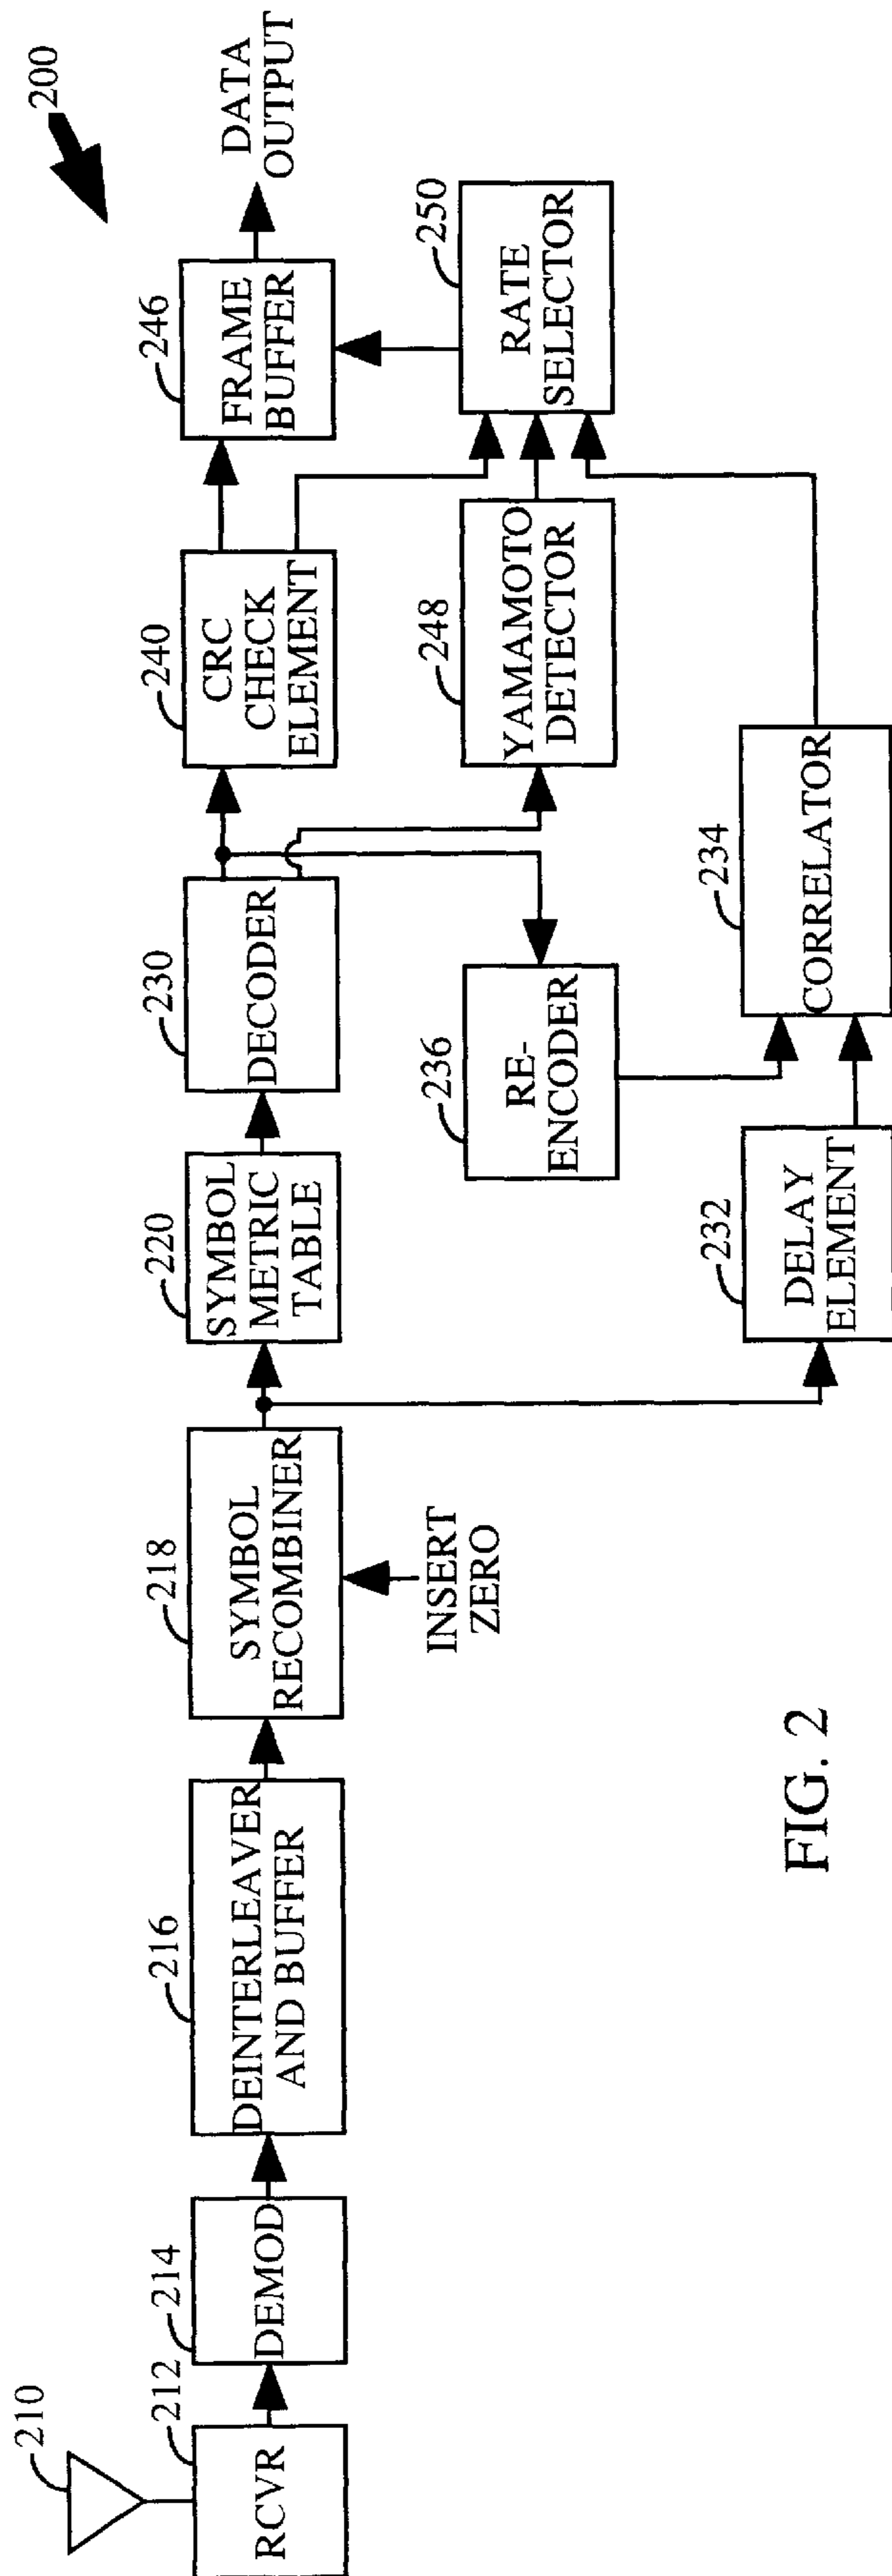 200
210
212
RCVR
214
DEMOD
216
DEINTERLEAVER
AND BUFFER
218
SYMBOL
RECOMBINER
INSERT
ZERO
220
SYMBOL
METRIC
TABLE
230
DECODER
240
CRC
CHECK
ELEMENT
246
FRAME
BUFFER
DATA
OUTPUT
236
RE-
ENCODER
248
YAMAMOTO
DETECTOR
250
RATE
SELECTOR
232
DELAY
ELEMENT
234
CORRELATOR
FIG. 2